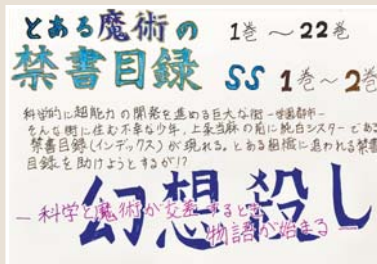 とある魔術の
禁書目録
1巻〜22巻
SS 1巻〜2巻
科学的に超能力の開発を進める巨大な街-学園都市-
そんな街に住む不幸な少年、上条当麻の前に純白シスターである
禁書目録(インデックス)が現れる。とある組織に追われる禁書
目録を助けようとするが!?
幻想殺し
―科学と魔術が交差するとき
物語が始まる―